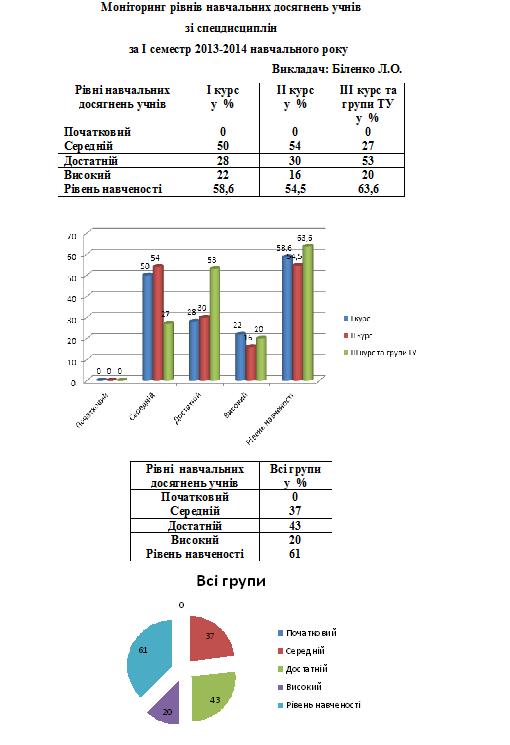 Моніторинг рівнів навчальних досягнень учнів
зі спецдисциплін
за І семестр 2013-2014 навчального року
Викладач: Біленко Л.О.
Рівні навчальних досягнень учнів І курс у % ІІ курс у % ІІІ курс та групи ТУ у %
Початковий 0 0 0
Середній 50 54 27
Достатній 28 30 53
Високий 22 16 20
Рівень навченості 58,6 54,5 63,6
70
60
50
40
30
20
10
0
0 0 0
50 54 27
28 30 53
22 16 20
58,6 54,5 63,6
Початковий
Середній
Достатній
Високий
Рівень навченості
І курс
ІІ курс
ІІІ курс та групи ТУ
Рівні навчальних досягнень учнів Всі групи у %
Початковий 0
Середній 37
Достатній 43
Високий 20
Рівень навченості 61
Всі групи
0
37
61
43
20
Початковий
Середній
Достатній
Високий
Рівень навченості